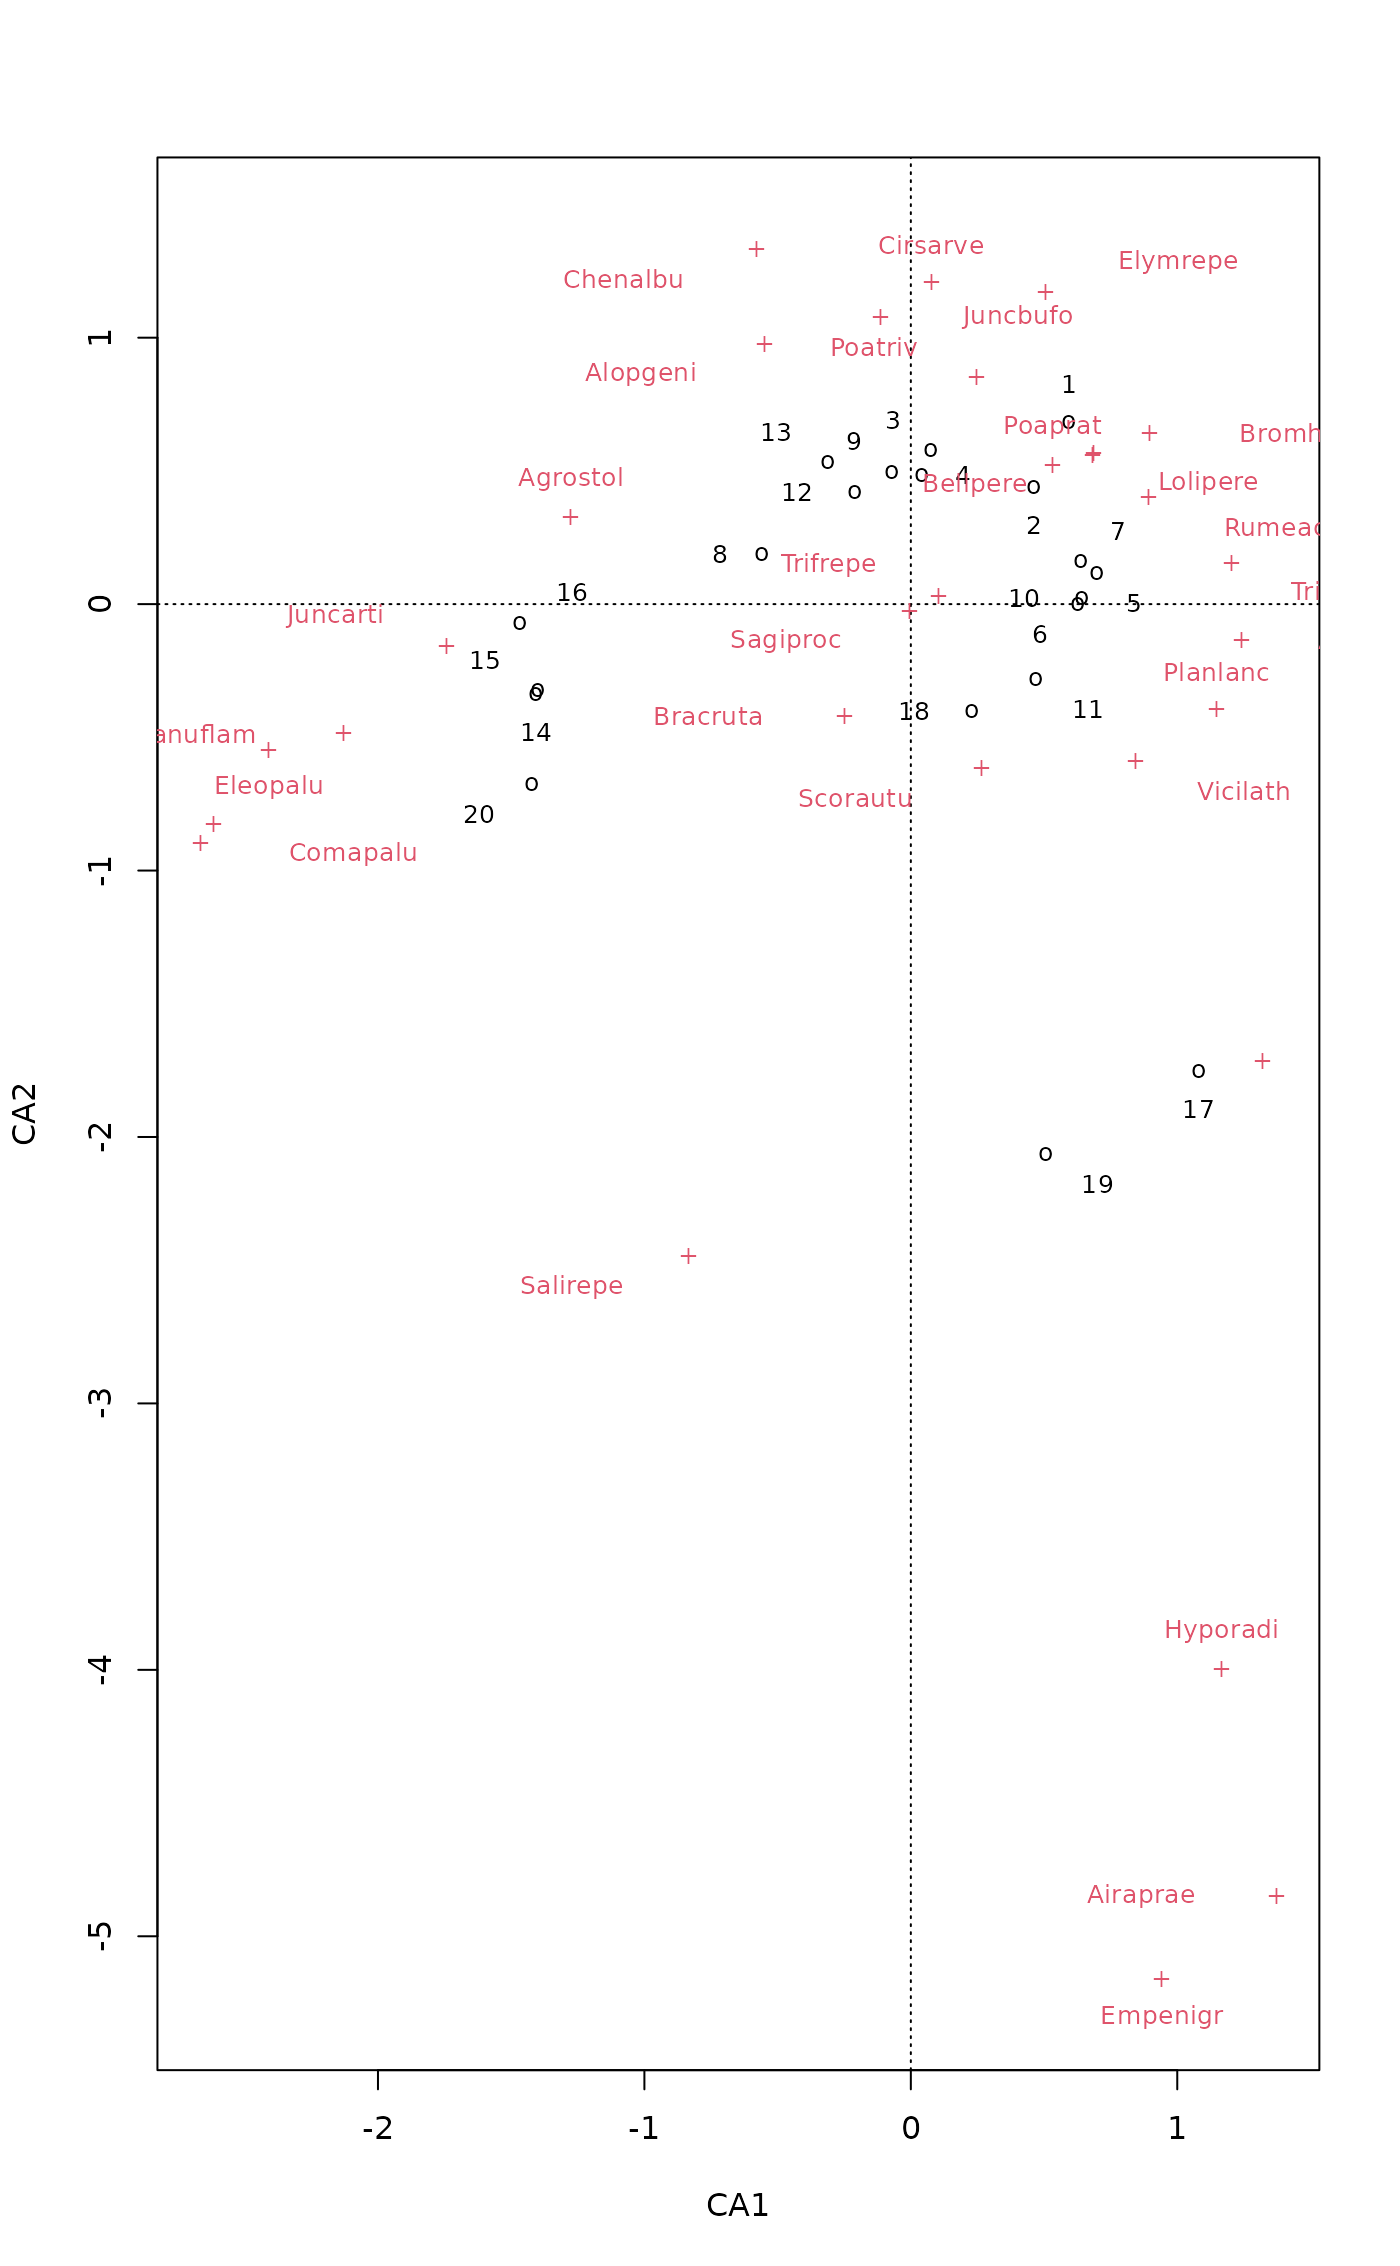 Cirsarve
Elymrepe
Chenalbu
Juncbufo
Poatriv
Alopgeni
1
1
3
Poaprat
13
9
Bromh
4
Agrostol
Bellpere
Lolipere
12
2
7
Rumeac
8
Trifrepe
16
Tri
0
10
5
Juncarti
6
Sagiproc
15
Planlanc
Bracruta
18
11
14
anuflam
Eleopalu
Vicilath
Scorautu
20
Comapalu
-1
CA2
17
-2
19
Salirepe
-3
Hyporadi
-4
Airaprae
-5
Empenigr
-2 -1 0 1
CA1